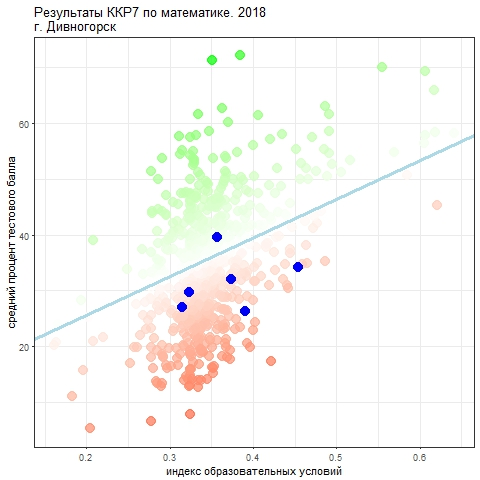 Результаты ККР7 по математике. 2018
г. Дивногорск
средний процент тестового балла
60
40
20
0.2 0.3 0.4 0.5 0.6
индекс образовательных условий